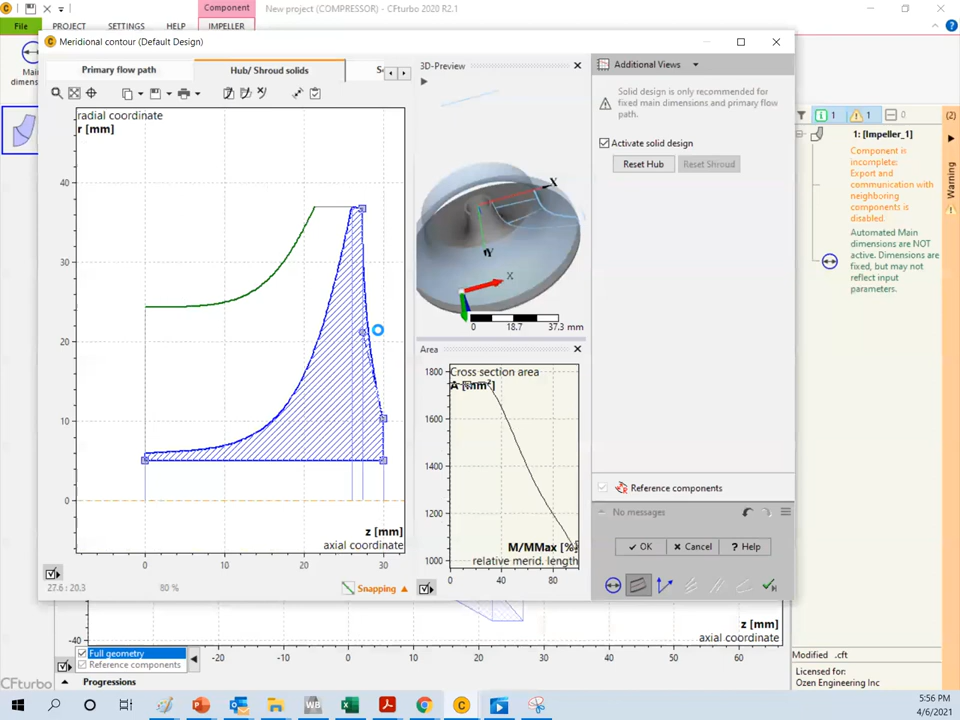 Component
New project (COMPRESSOR) - CFturbo 2020 R2.1
File
PROJECT
SETTINGS
HELP
IMPELLER
Meridional contour (Default Design)
Main
dimens
Primary flow path
Hub/ Shroud solids
radial coordinate
r [mm]
40
30
20
10
0
z [mm]
axial coordinate
0
10
20
30
27.6 : 20.3
80 %
Snapping
3D-Preview
X
Y
X
0
18.7
37.3 mm
Area
Cross section area
A [mm²]
1800
1600
1400
1200
1000
M/MMax [%]
relative merid. length
0
40
80
Additional Views
Solid design is only recommended for
fixed main dimensions and primary flow
path.
Activate solid design
Reset Hub
Reset Shroud
Reference components
No messages
OK
Cancel
Help
1
1
0
(2)
Warning
1: [Impeller_1]
Component is
incomplete:
Export and
communication with
neighboring
components is
disabled.
Automated Main
dimensions are NOT
active. Dimensions are
fixed, but may not
reflect input
parameters.
-40
z [mm]
axial coordinate
-20
-10
0
10
20
30
40
50
60
Full geometry
Reference components
CFturbo
Progressions
Modified .cft
Licensed for:
Ozen Engineering Inc
5:56 PM
4/6/2021